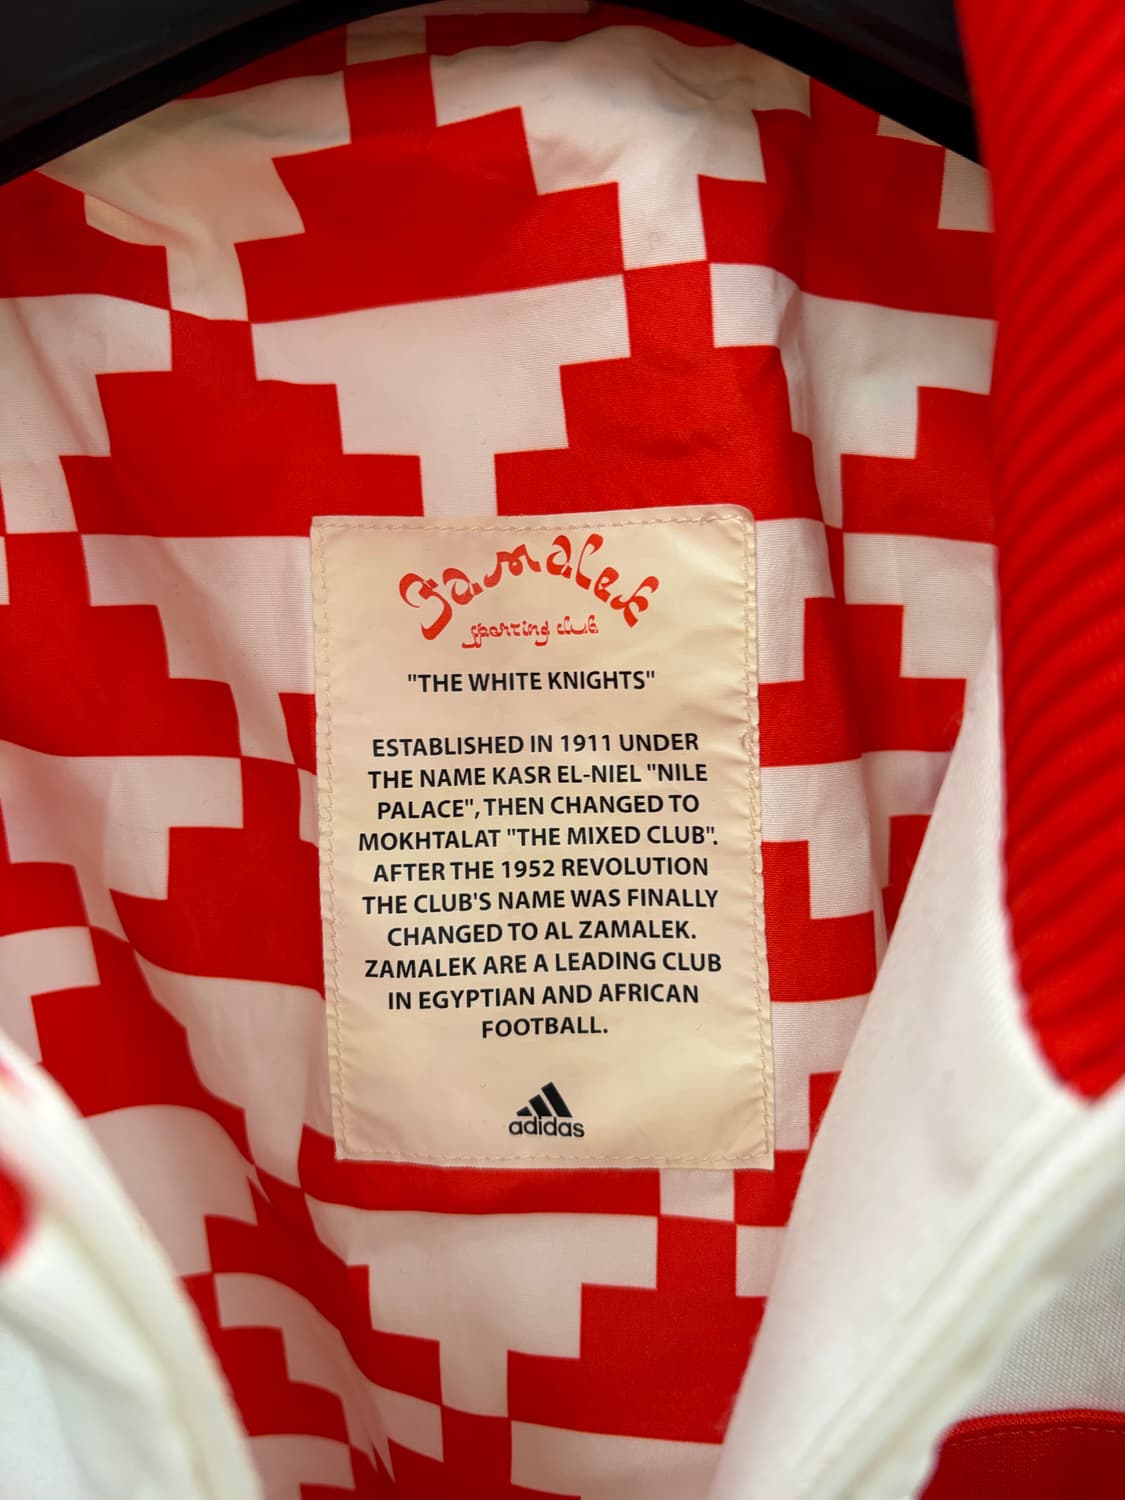 Zamalek
sporting club
"THE WHITE KNIGHTS"
ESTABLISHED IN 1911 UNDER
THE NAME KASR EL-NIEL "NILE
PALACE", THEN CHANGED TO
MOKHTALAT "THE MIXED CLUB".
AFTER THE 1952 REVOLUTION
THE CLUB'S NAME WAS FINALLY
CHANGED TO AL ZAMALEK.
ZAMALEK ARE A LEADING CLUB
IN EGYPTIAN AND AFRICAN
FOOTBALL.
adidas